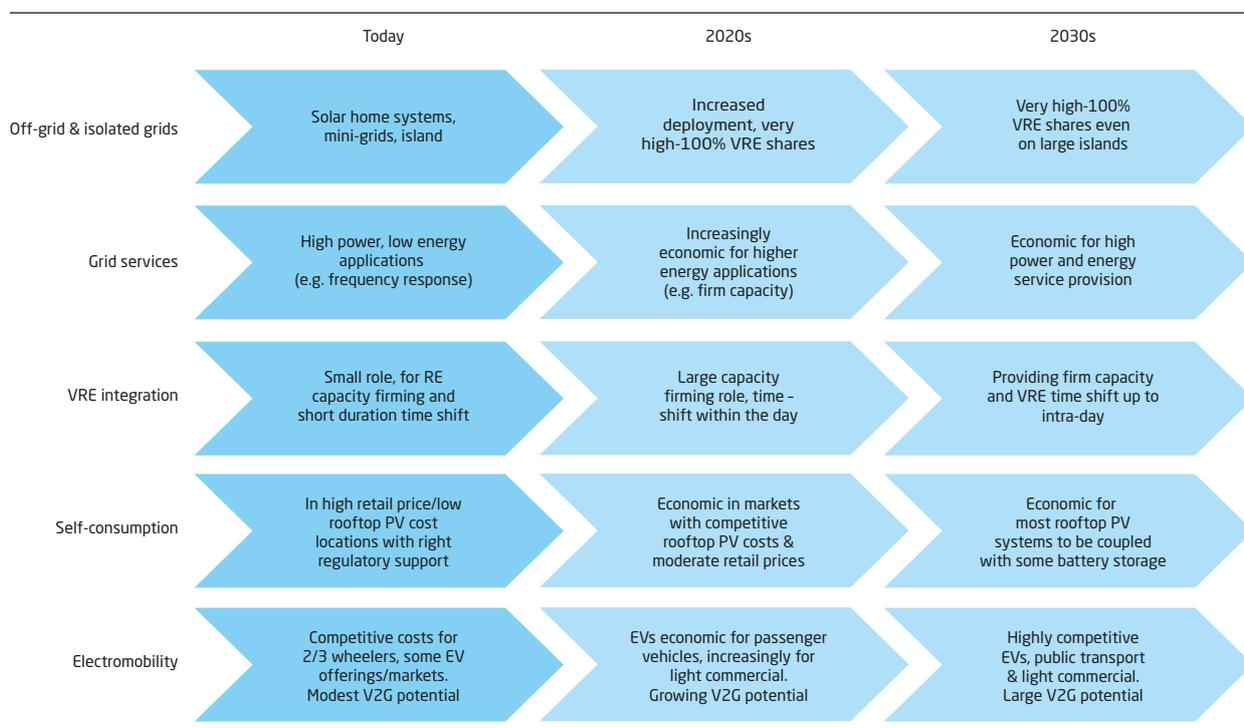 Today
2020s
2030s
Off-grid & isolated grids
Solar home systems,
mini-grids, island
Increased
deployment, very
high-100% VRE shares
Very high-100%
VRE shares even
on large islands
Grid services
High power, low energy
applications
(e.g. frequency response)
Increasingly
economic for higher
energy applications
(e.g. firm capacity)
Economic for high
power and energy
service provision
VRE integration
Small role, for RE
capacity firming and
short duration time shift
Large capacity
firming role, time –
shift within the day
Providing firm capacity
and VRE time shift up to
intra-day
Self-consumption
In high retail price/low
rooftop PV cost
locations with right
regulatory support
Economic in markets
with competitive
rooftop PV costs &
moderate retail prices
Economic for
most rooftop PV
systems to be coupled
with some battery storage
Electromobility
Competitive costs for
2/3 wheelers, some EV
offerings/markets.
Modest V2G potential
EVs economic for passenger
vehicles, increasingly for
light commercial.
Growing V2G potential
Highly competitive
EVs, public transport
& light commercial.
Large V2G potential